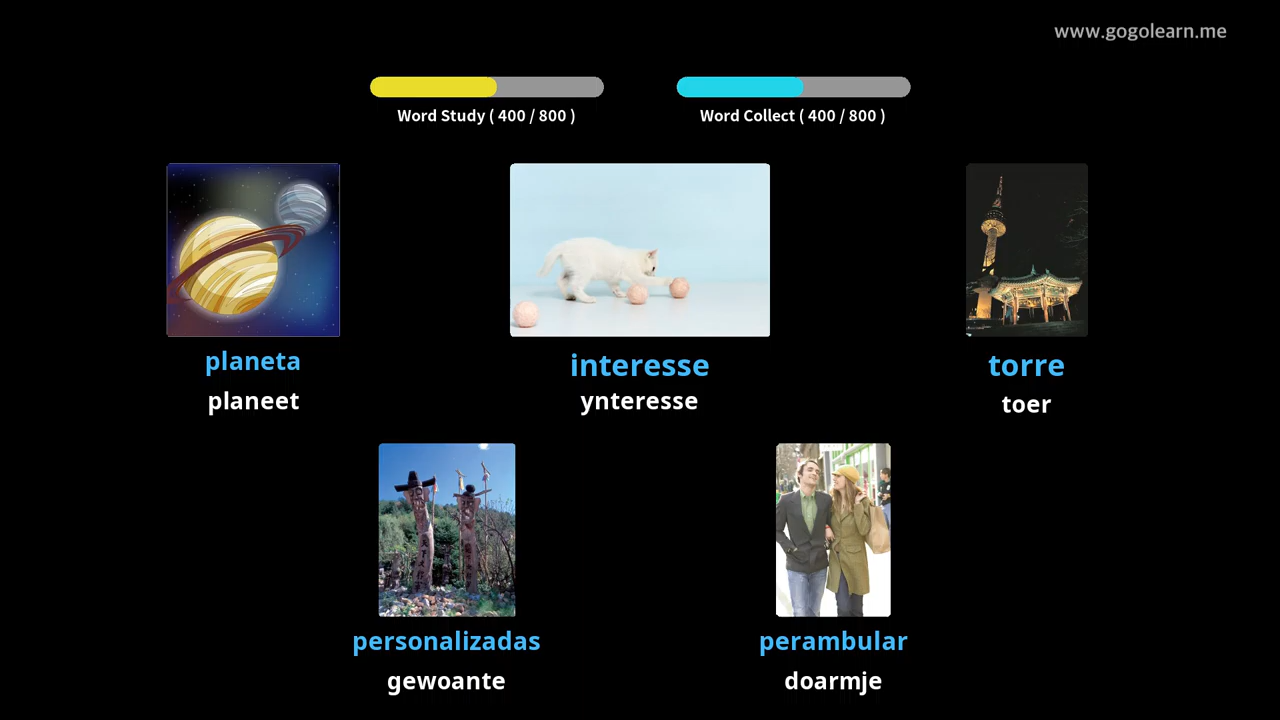 www.gogolearn.me
Word Study ( 400 / 800 )
Word Collect ( 400 / 800 )
planeta
planeet
interesse
ynteresse
torre
toer
personalizadas
gewoante
perambular
doarmje